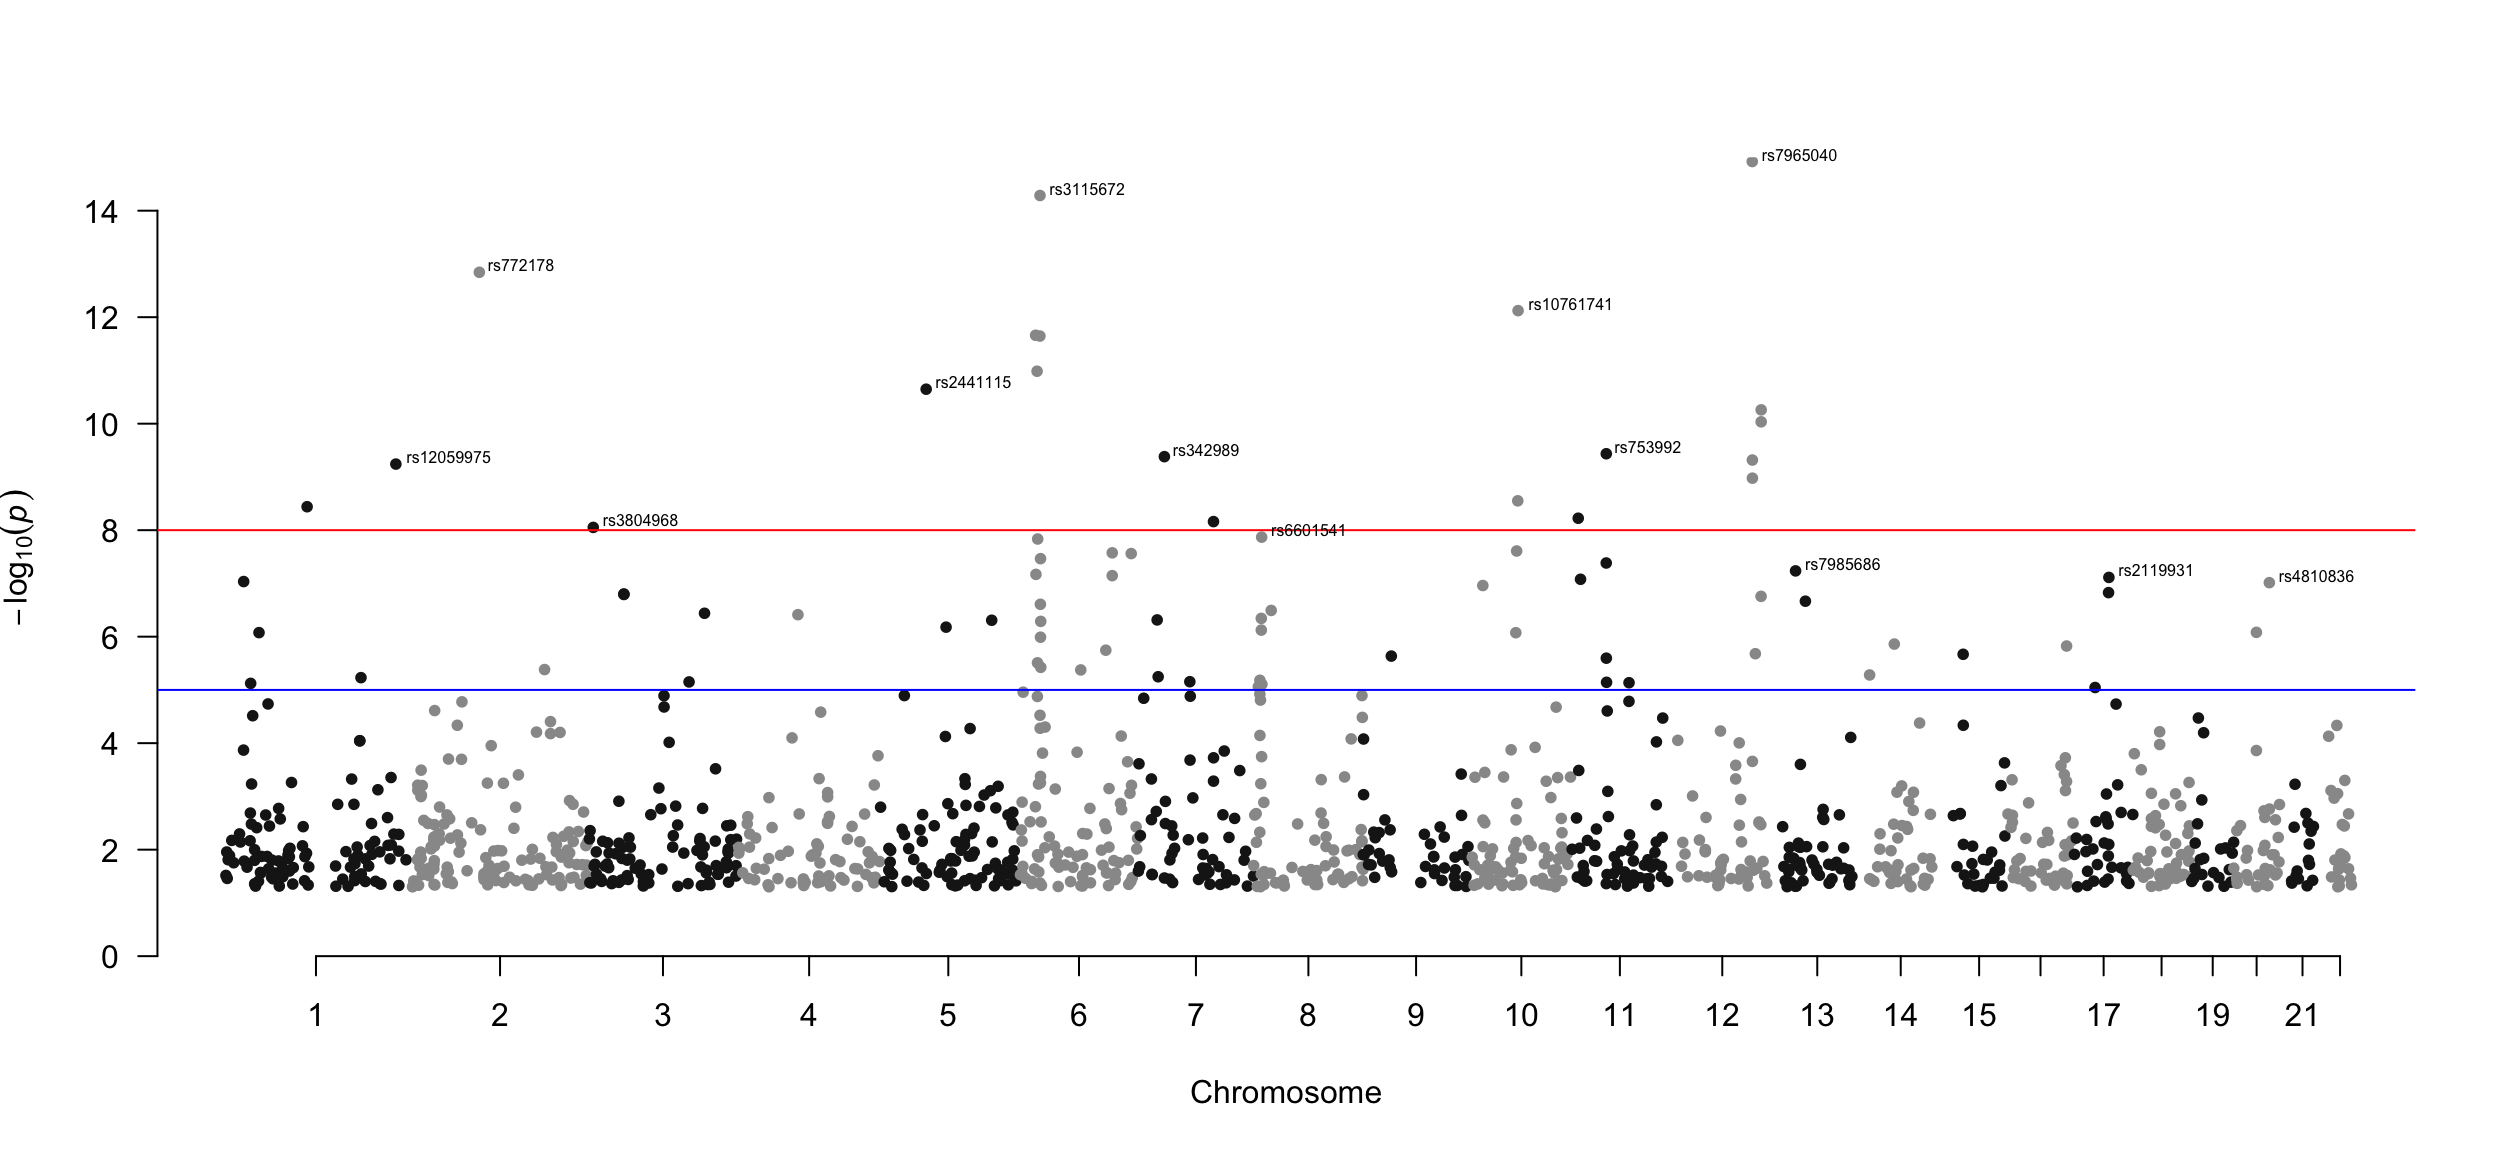 rs7965040
rs3115672
14
rs772178
rs10761741
12
rs2441115
10
rs753992
rs342989
rs12059975
rs3804968
8
rs6601541
rs7985686
rs2119931
rs4810836
−log10(p)
6
4
2
0
1 2 3 4 5 6 7 8 9 10 11 12 13 14 15 17 19 21
Chromosome